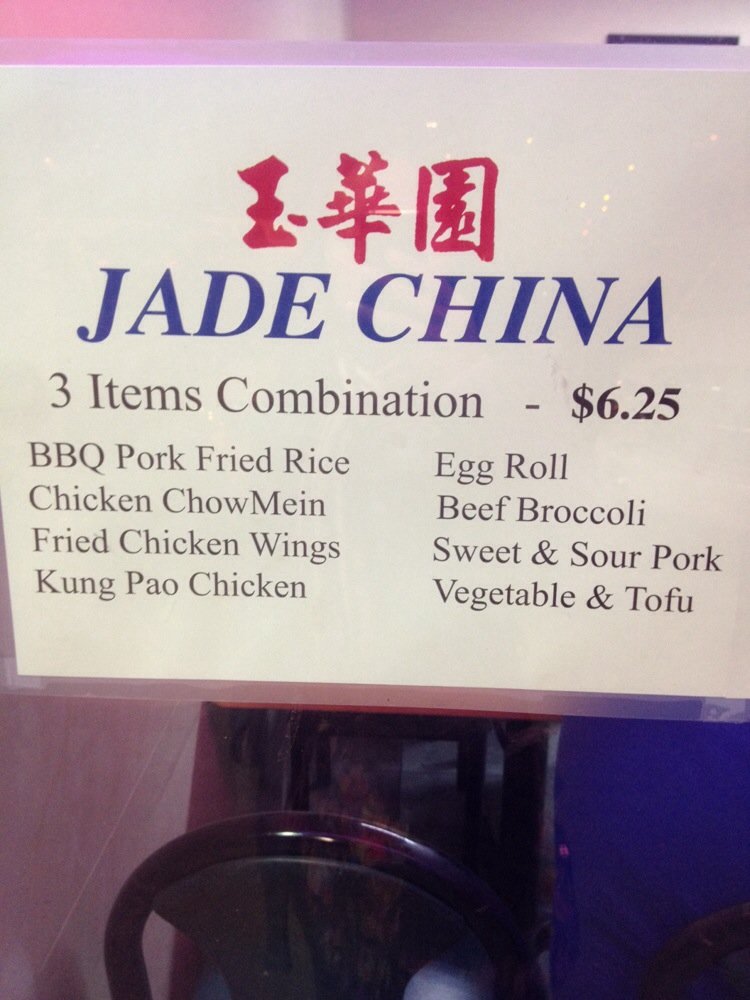 玉華園
JADE CHINA
3 Items Combination - $6.25
BBQ Pork Fried Rice
Chicken ChowMein
Fried Chicken Wings
Kung Pao Chicken
Egg Roll
Beef Broccoli
Sweet & Sour Pork
Vegetable & Tofu